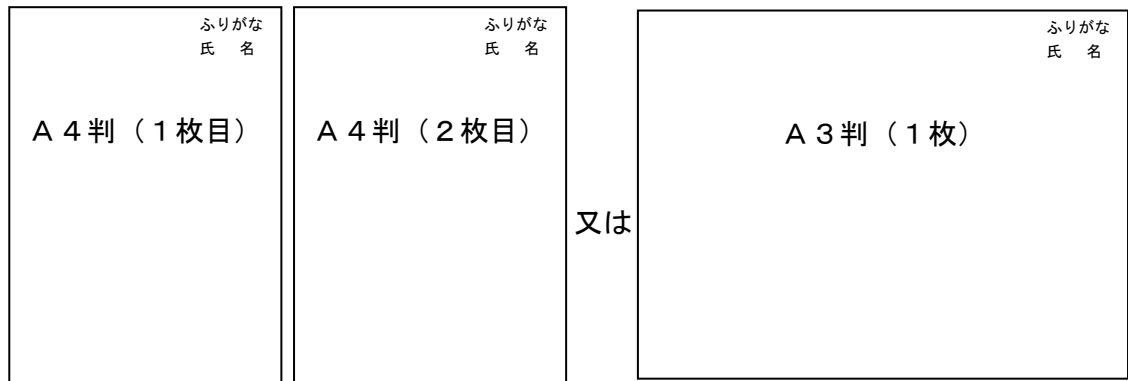 ふりがな
氏 名
A4判（1枚目）
ふりがな
氏 名
A4判（2枚目）
又は
ふりがな
氏 名
A3判（1枚）